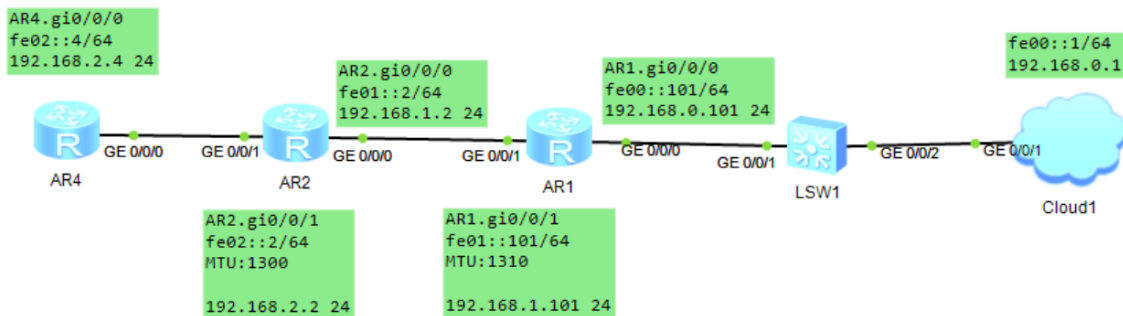 AR4.gi0/0/0
fe02::4/64
192.168.2.4 24
AR2.gi0/0/0
fe01::2/64
192.168.1.2 24
AR1.gi0/0/0
fe00::101/64
192.168.0.101 24
fe00::1/64
192.168.0.1
R
GE 0/0/0
GE 0/0/1
R
GE 0/0/0
GE 0/0/1
R
GE 0/0/0
GE 0/0/1
GE 0/0/2
GE 0/0/1
AR4
AR2
AR1
LSW1
Cloud1
AR2.gi0/0/1
fe02::2/64
MTU:1300
192.168.2.2 24
AR1.gi0/0/1
fe01::101/64
MTU:1310
192.168.1.101 24